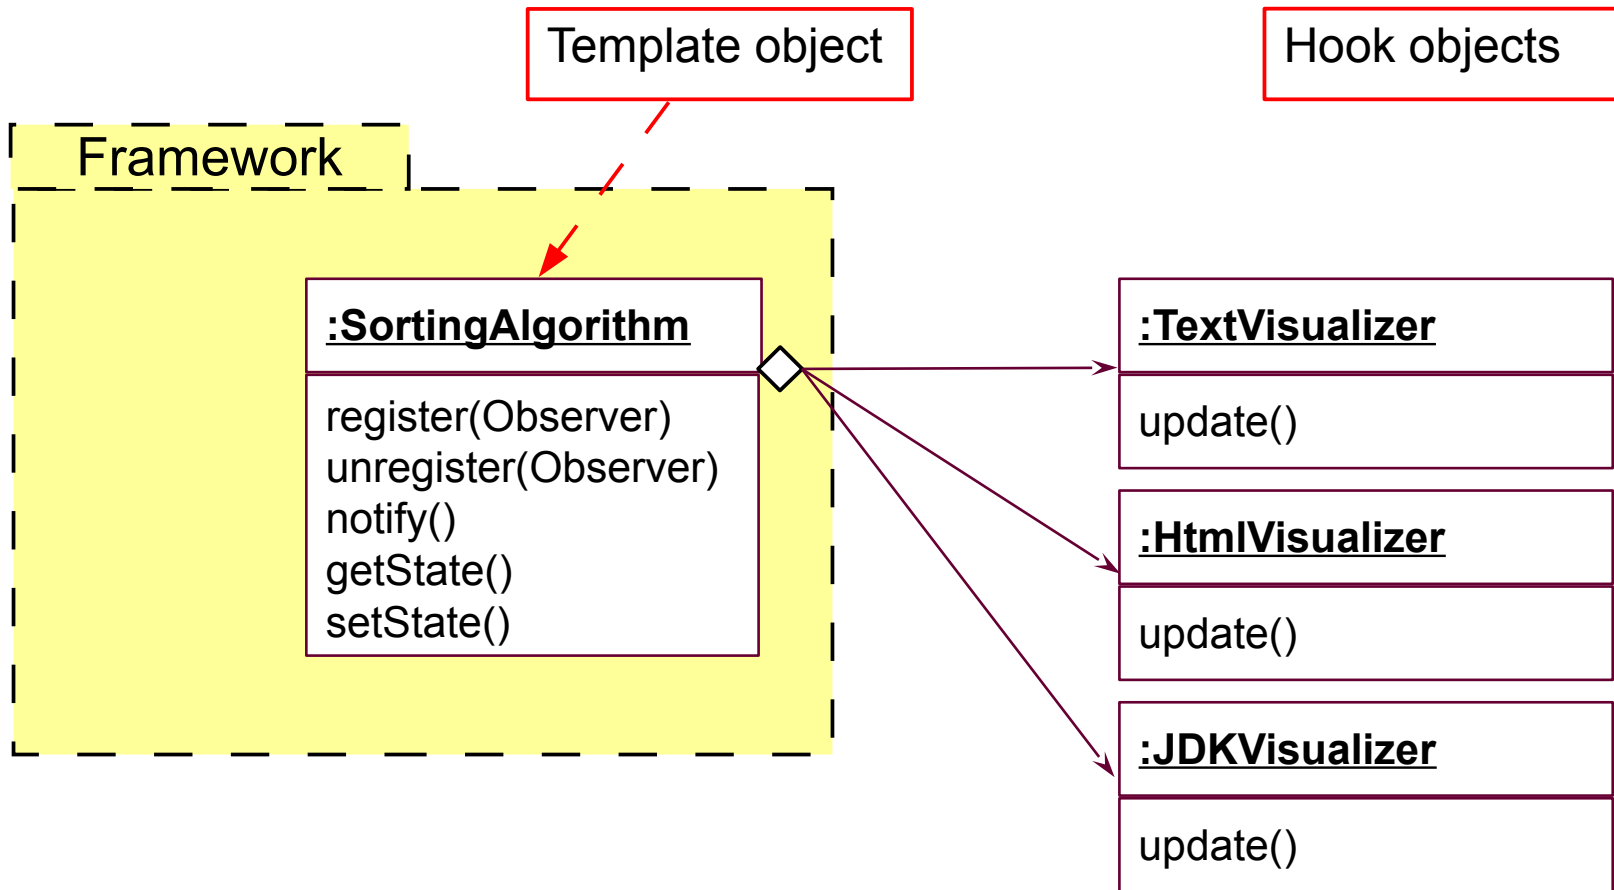 Template object
Hook objects
Framework
:SortingAlgorithm
register(Observer)
unregister(Observer)
notify()
getState()
setState()
:TextVisualizer
update()
:HtmlVisualizer
update()
:JDKVisualizer
update()